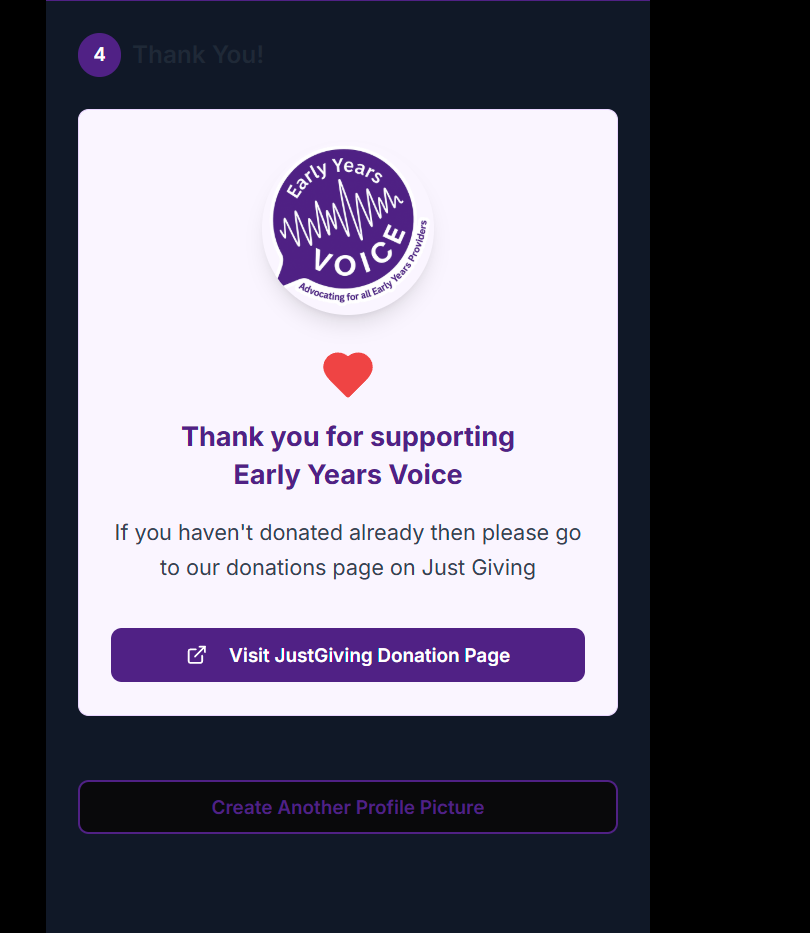 4 Thank You!
Early Years
VOICE
Advocating for all Early Years Providers
Thank you for supporting
Early Years Voice
If you haven't donated already then please go
to our donations page on Just Giving
Visit JustGiving Donation Page
Create Another Profile Picture